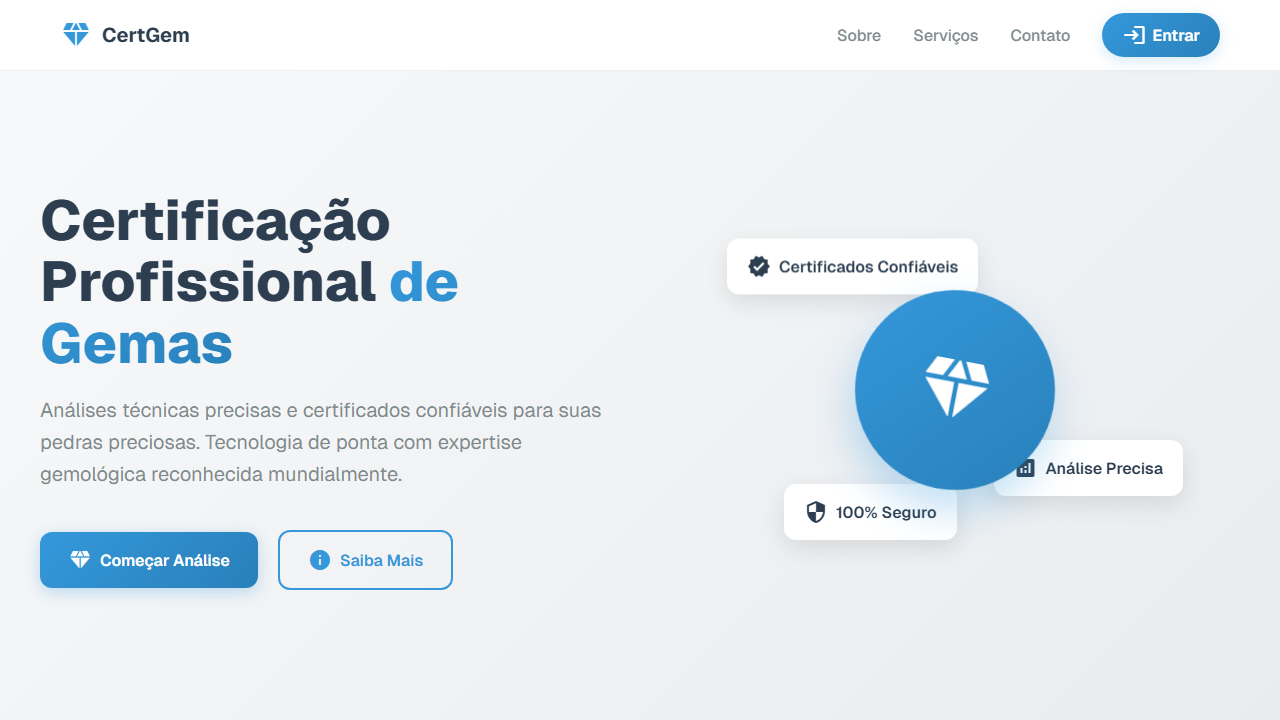 CertGem
Sobre
Serviços
Contato
Entrar
Certificação
Profissional de
Gemas
Análises técnicas precisas e certificados confiáveis para suas
pedras preciosas. Tecnologia de ponta com expertise
gemológica reconhecida mundialmente.
Começar Análise
Saiba Mais
Certificados Confiáveis
Análise Precisa
100% Seguro